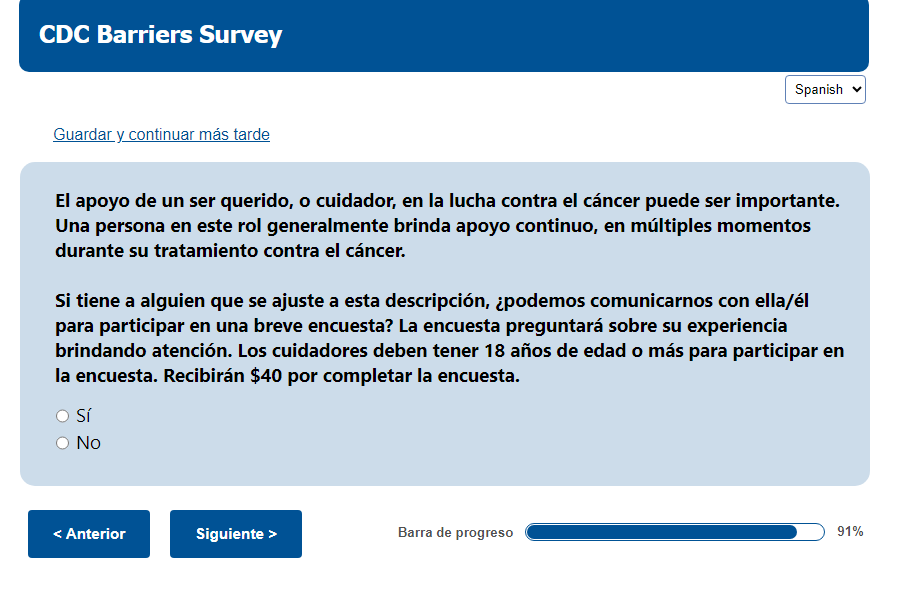 CDC Barriers Survey
Spanish
Guardar y continuar más tarde
El apoyo de un ser querido, o cuidador, en la lucha contra el cáncer puede ser importante.
Una persona en este rol generalmente brinda apoyo continuo, en múltiples momentos
durante su tratamiento contra el cáncer.
Si tiene a alguien que se ajuste a esta descripción, ¿podemos comunicarnos con ella/él
para participar en una breve encuesta? La encuesta preguntará sobre su experiencia
brindando atención. Los cuidadores deben tener 18 años de edad o más para participar en
la encuesta. Recibirán $40 por completar la encuesta.
Sí
No
< Anterior
Siguiente >
Barra de progreso
91%